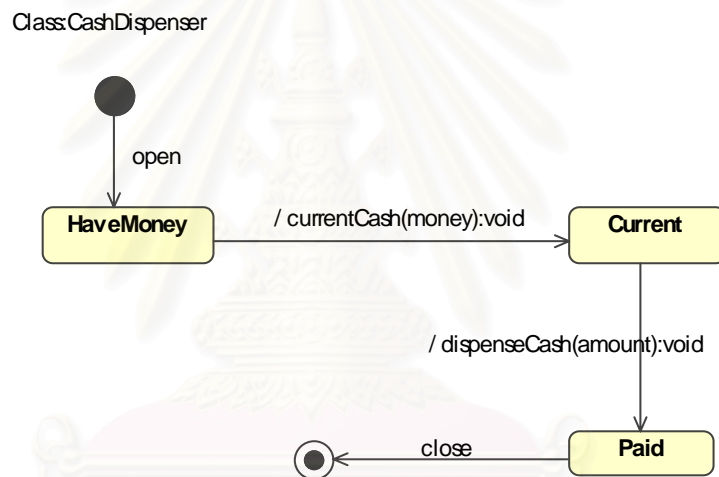 Class:CashDispenser
open
HaveMoney
/ currentCash(money):void
Current
/ dispenseCash(amount):void
close
Paid